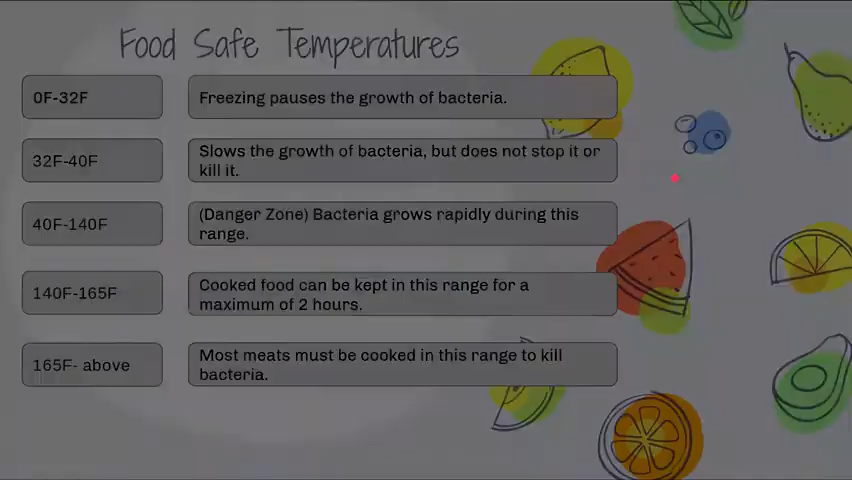 Food Safe Temperatures
0F-32F
Freezing pauses the growth of bacteria.
32F-40F
Slows the growth of bacteria, but does not stop it or
kill it.
40F-140F
(Danger Zone) Bacteria grows rapidly during this
range.
140F-165F
Cooked food can be kept in this range for a
maximum of 2 hours.
165F- above
Most meats must be cooked in this range to kill
bacteria.